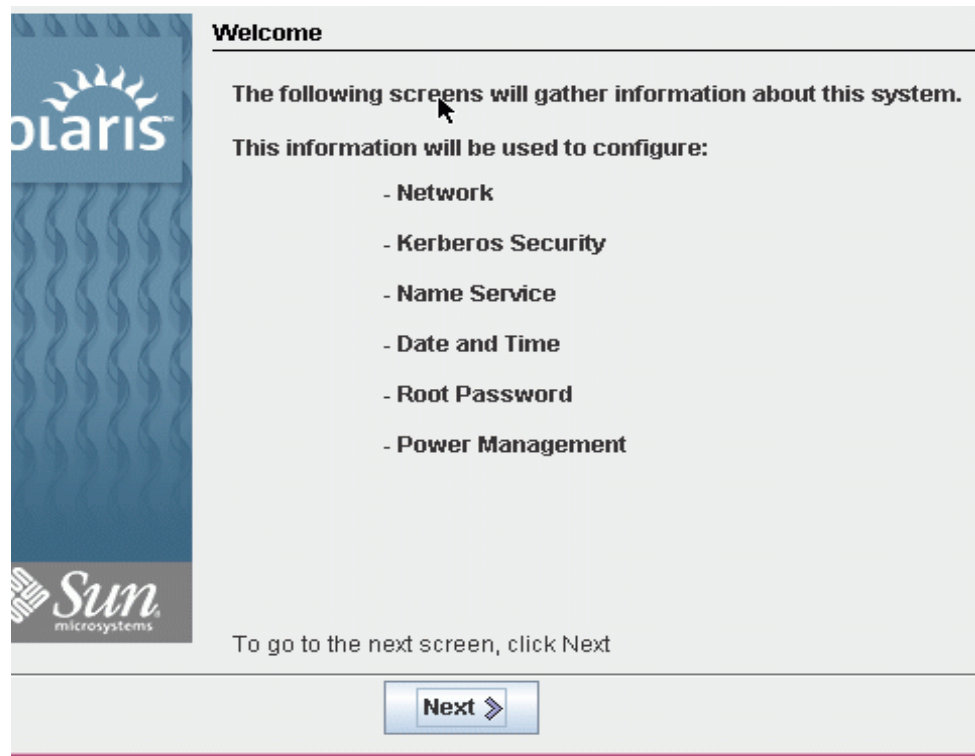 Welcome
olaris™
The following screens will gather information about this system.
This information will be used to configure:
- Network
- Kerberos Security
- Name Service
- Date and Time
- Root Password
- Power Management
Sun
microsystems
To go to the next screen, click Next
Next